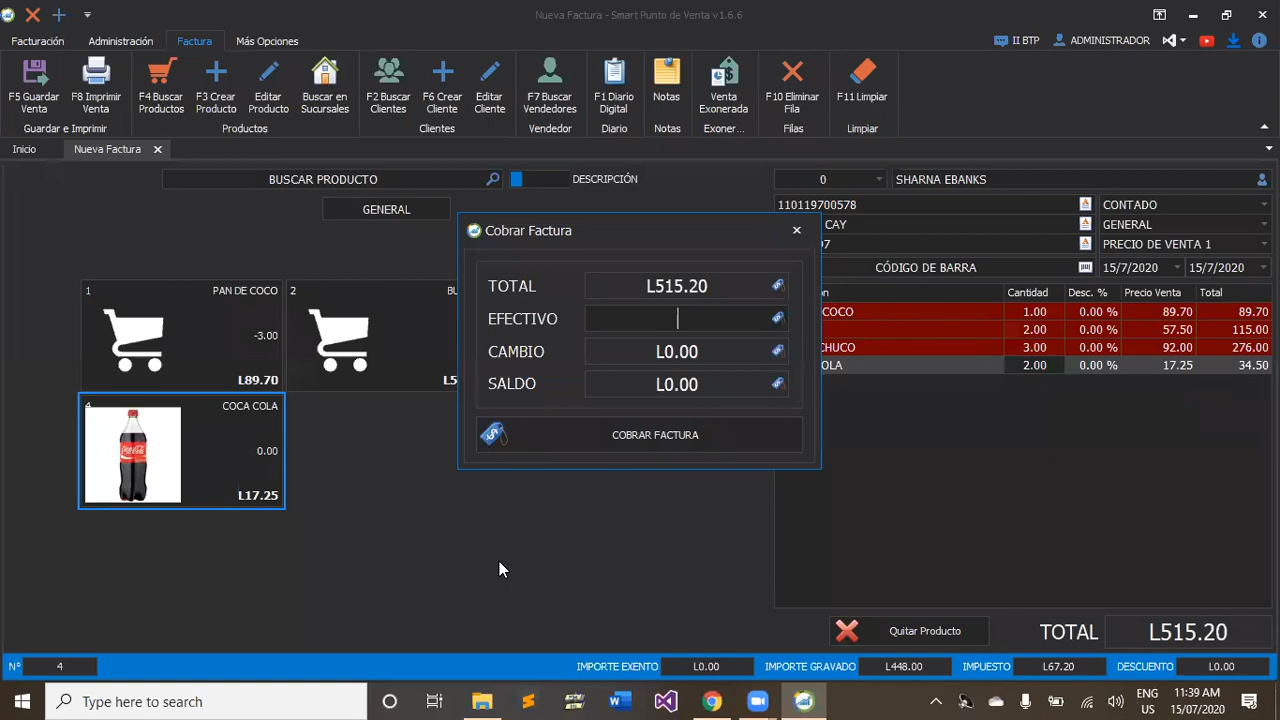 Nueva Factura - Smart Punto de Venta v1.6.6
Facturación Administración Factura Más Opciones
II BTP ADMINISTRADOR
F5 Guardar Venta
F8 Imprimir Venta
Guardar e Imprimir
F4 Buscar Productos
F3 Crear Producto
Editar Producto
Buscar en Sucursales
Productos
F2 Buscar Clientes
F6 Crear Cliente
Editar Cliente
Clientes
F7 Buscar Vendedores
Vendedor
F1 Diario Digital
Diario
Notas
Notas
Venta Exonerada
Exoner...
F10 Eliminar Fila
Filas
F11 Limpiar
Limpiar
Inicio Nueva Factura
BUSCAR PRODUCTO DESCRIPCIÓN
GENERAL
1 PAN DE COCO
-3.00
L89.70
2 BU
L5
4 COCA COLA
0.00
L17.25
Cobrar Factura
TOTAL L515.20
EFECTIVO
CAMBIO L0.00
SALDO L0.00
COBRAR FACTURA
0 SHARNA EBANKS
110119700578 CONTADO
CAY GENERAL
97 PRECIO DE VENTA 1
CÓDIGO DE BARRA 15/7/2020 15/7/2020
on Cantidad Desc. % Precio Venta Total
COCO 1.00 0.00 % 89.70 89.70
2.00 0.00 % 57.50 115.00
CHUCO 3.00 0.00 % 92.00 276.00
OLA 2.00 0.00 % 17.25 34.50
Quitar Producto TOTAL L515.20
N° 4 IMPORTE EXENTO L0.00 IMPORTE GRAVADO L448.00 IMPUESTO L67.20 DESCUENTO L0.00
Type here to search
ENG
ES
11:39 AM
15/07/2020